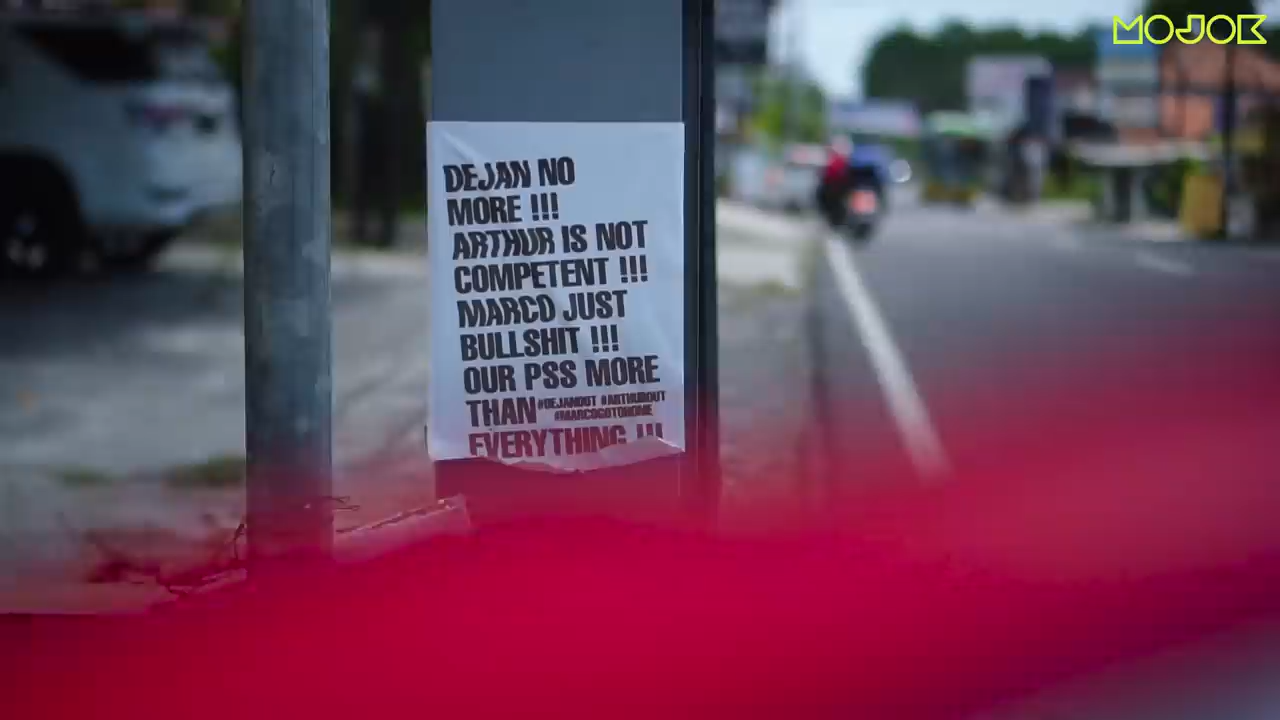 MOJOK
DEJAN NO
MORE !!!
ARTHUR IS NOT
COMPETENT !!!
MARCO JUST
BULLSHIT !!!
OUR PSS MORE
THAN #DEJANOUT #ARTHUROUT
#MARCOGOTOHOME
EVERYTHING !!!